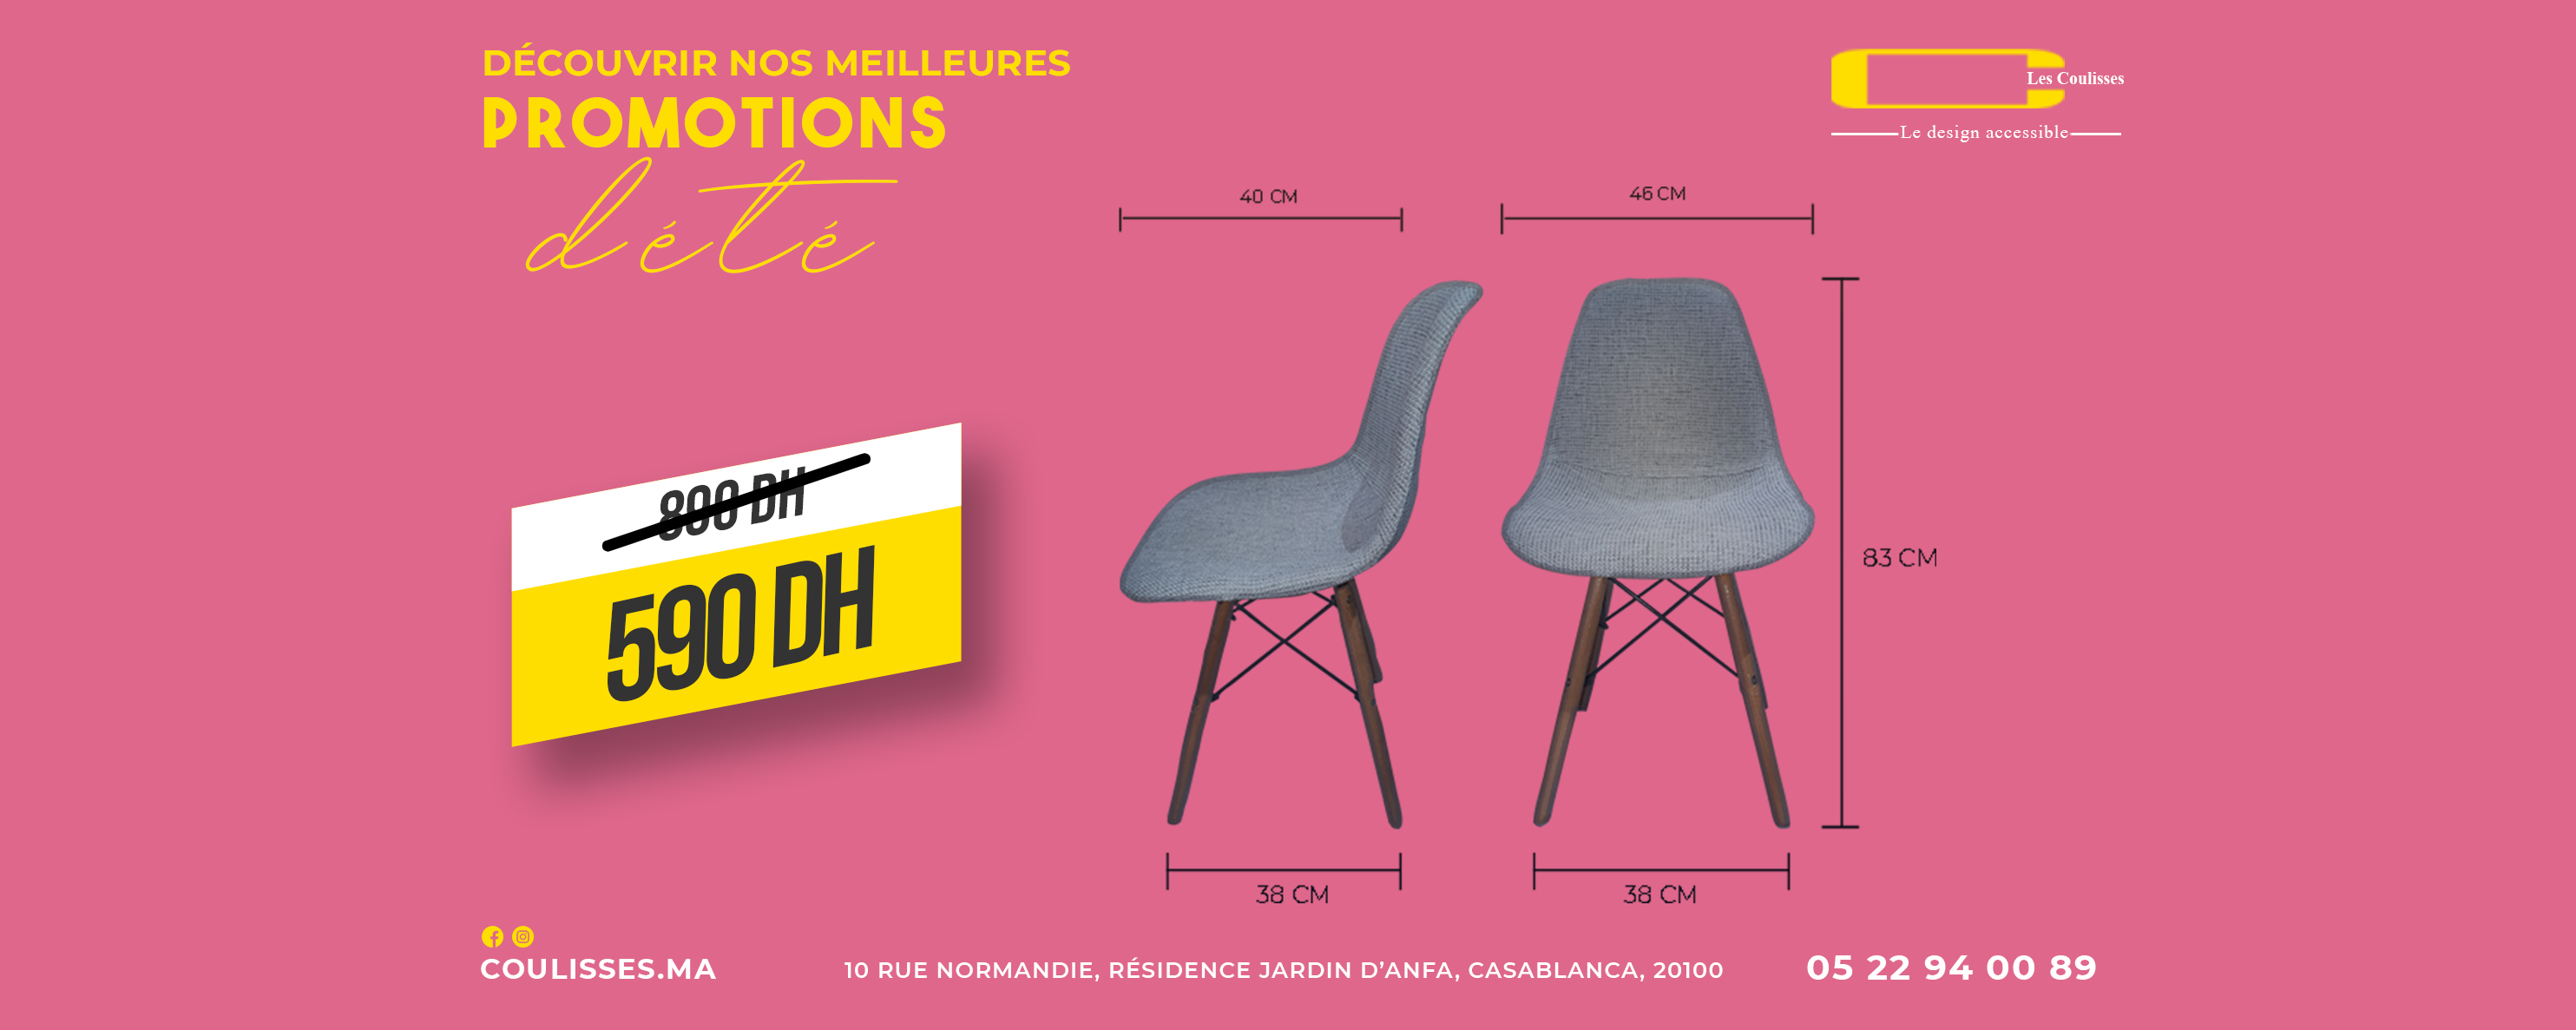 DÉCOUVRIR NOS MEILLEURES
PROMOTIONS
d été
Les Coulisses
Le design accessible
40 CM
46 CM
800 DH
590 DH
83 CM
38 CM
38 CM
COULISSES.MA
10 RUE NORMANDIE, RÉSIDENCE JARDIN D’ANFA, CASABLANCA, 20100
05 22 94 00 89